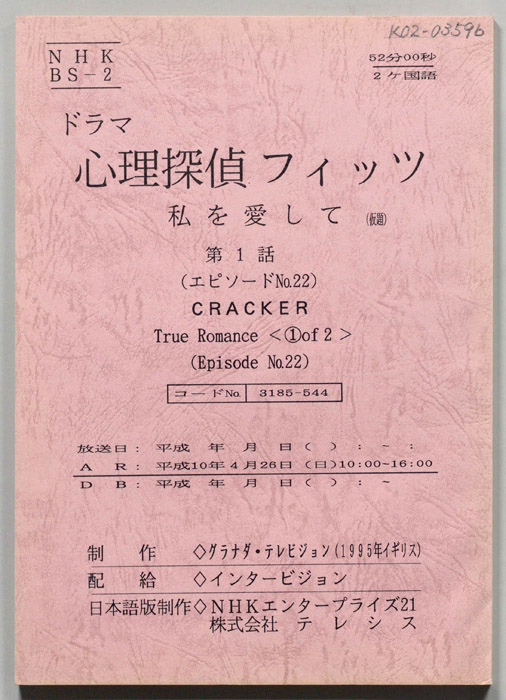 K02-0359b
NHK
BS-2
52分00秒
2ケ国語
ドラマ
心理探偵フィッツ
私を愛して (仮題)
第1話
(エピソード№22)
CRACKER
True Romance <①of 2>
(Episode №22)
コード№ 3185-544
放送日: 平成 年 月 日( ) : ~ :
A R: 平成10年4月26日 (日)10:00~16:00
D B: 平成 年 月 日( ) : ~
制 作 ◇グラナダ・テレビジョン(1995年イギリス)
配 給 ◇インタービジョン
日本語版制作◇NHKエンタープライズ21
株式会社 テレシス